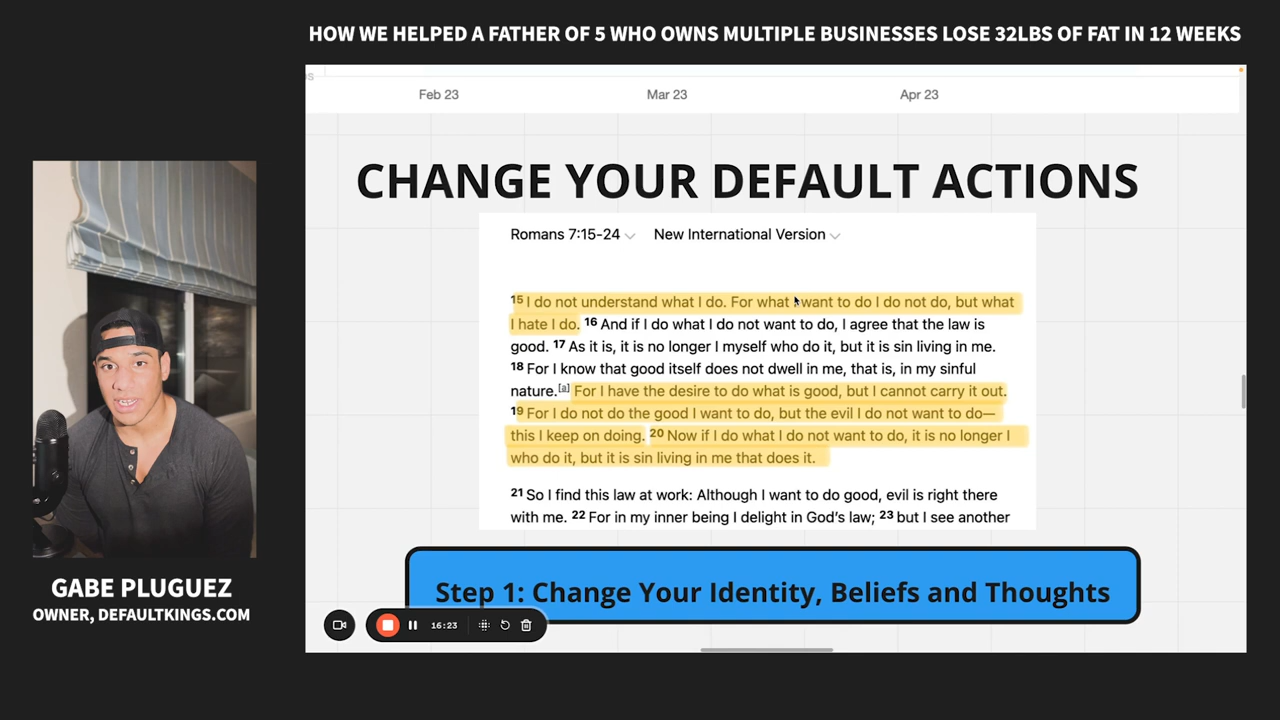 HOW WE HELPED A FATHER OF 5 WHO OWNS MULTIPLE BUSINESSES LOSE 32LBS OF FAT IN 12 WEEKS
Feb 23
Mar 23
Apr 23
CHANGE YOUR DEFAULT ACTIONS
Romans 7:15-24 New International Version
15 I do not understand what I do. For what I want to do I do not do, but what
I hate I do. 16 And if I do what I do not want to do, I agree that the law is
good. 17 As it is, it is no longer I myself who do it, but it is sin living in me.
18 For I know that good itself does not dwell in me, that is, in my sinful
nature.[a] For I have the desire to do what is good, but I cannot carry it out.
19 For I do not do the good I want to do, but the evil I do not want to do—
this I keep on doing. 20 Now if I do what I do not want to do, it is no longer I
who do it, but it is sin living in me that does it.
21 So I find this law at work: Although I want to do good, evil is right there
with me. 22 For in my inner being I delight in God's law; 23 but I see another
Step 1: Change Your Identity, Beliefs and Thoughts
16:23
GABE PLUGUEZ
OWNER, DEFAULTKINGS.COM